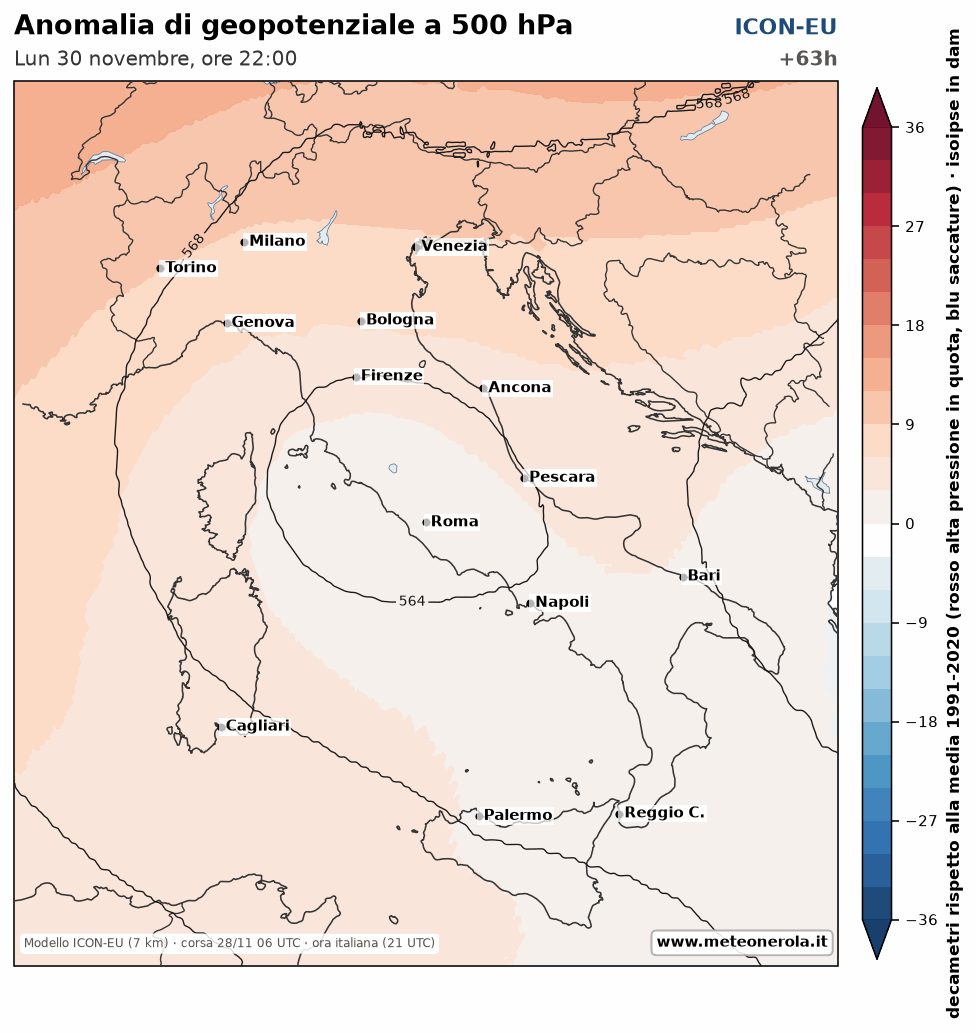 Anomalia di geopotenziale a 500 hPa
ICON-EU
Lun 30 novembre, ore 22:00
+63h
568
568
568
Milano
Venezia
Torino
Genova
Bologna
Firenze
Ancona
Pescara
Roma
Bari
564
Napoli
Cagliari
Palermo
Reggio C.
Modello ICON-EU (7 km) · corsa 28/11 06 UTC · ora italiana (21 UTC)
www.meteonerola.it
36
27
18
9
0
−9
−18
−27
−36
decametri rispetto alla media 1991-2020 (rosso alta pressione in quota, blu saccature) · isoipse in dam